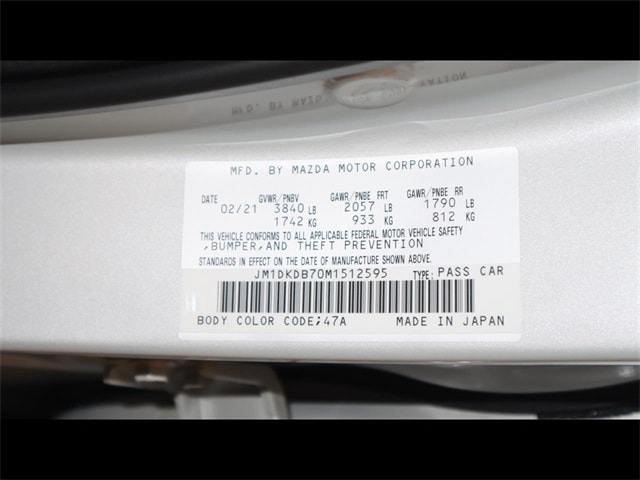 MFD. BY MAZDA MOTOR CORPORATION
DATE GVWR/PNBV GAWR/PNBE FRT GAWR/PNBE RR
02/21 3840 LB 2057 LB 1790 LB
1742 KG 933 KG 812 KG
THIS VEHICLE CONFORMS TO ALL APPLICABLE FEDERAL MOTOR VEHICLE SAFETY
,BUMPER,AND THEFT PREVENTION
STANDARDS IN EFFECT ON THE DATE OF MANUFACTURE SHOWN ABOVE.
JM1DKDB70M1512595 TYPE: PASS CAR
BODY COLOR CODE;47A MADE IN JAPAN